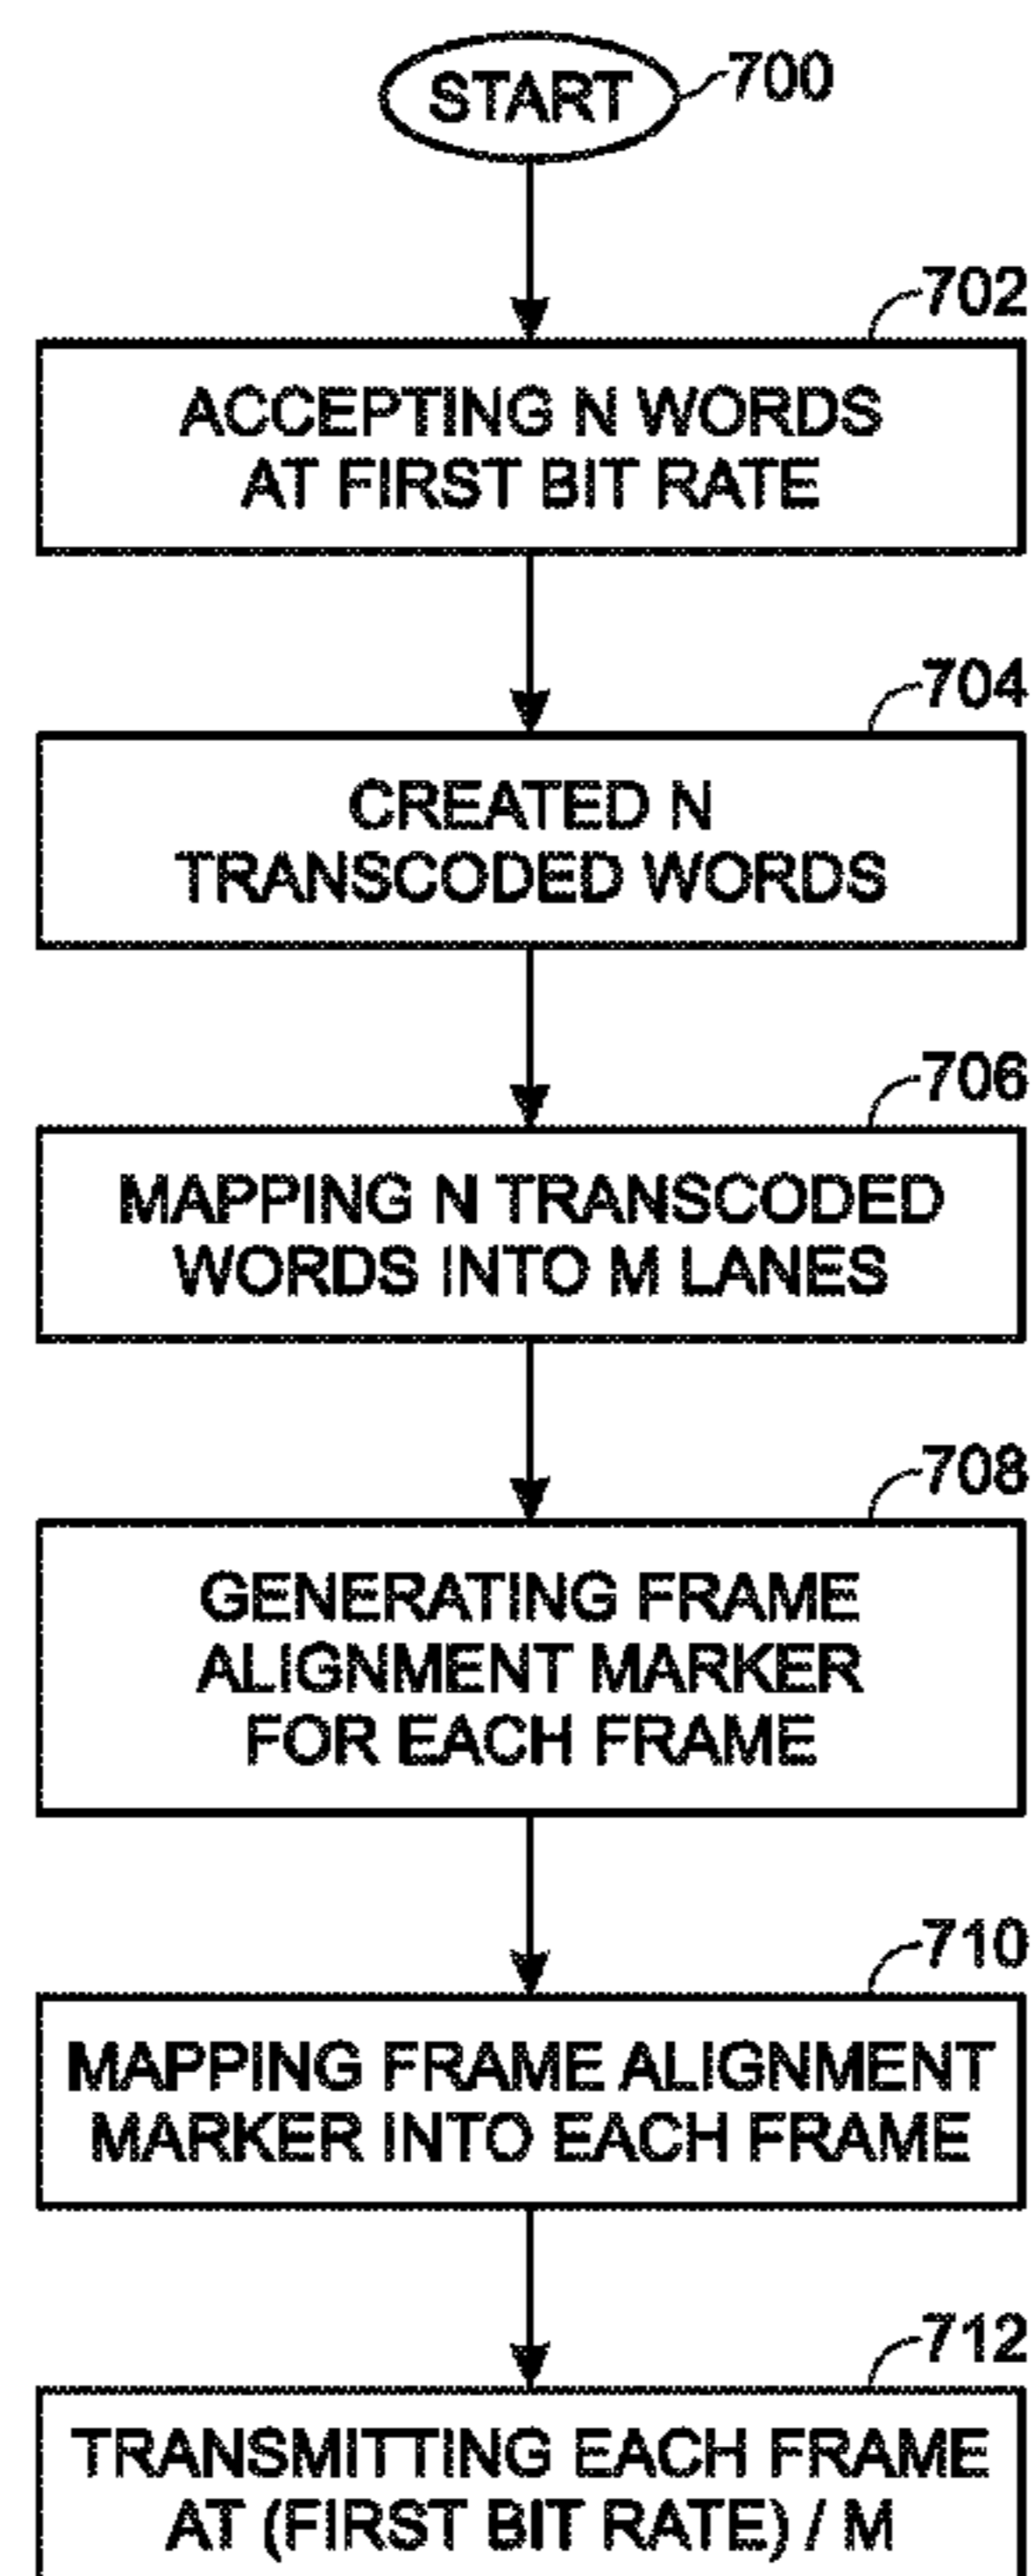 START
700
702
ACCEPTING N WORDS
AT FIRST BIT RATE
704
CREATED N
TRANSCODED WORDS
706
MAPPING N TRANSCODED
WORDS INTO M LANES
708
GENERATING FRAME
ALIGNMENT MARKER
FOR EACH FRAME
710
MAPPING FRAME ALIGNMENT
MARKER INTO EACH FRAME
712
TRANSMITTING EACH FRAME
AT (FIRST BIT RATE) / M